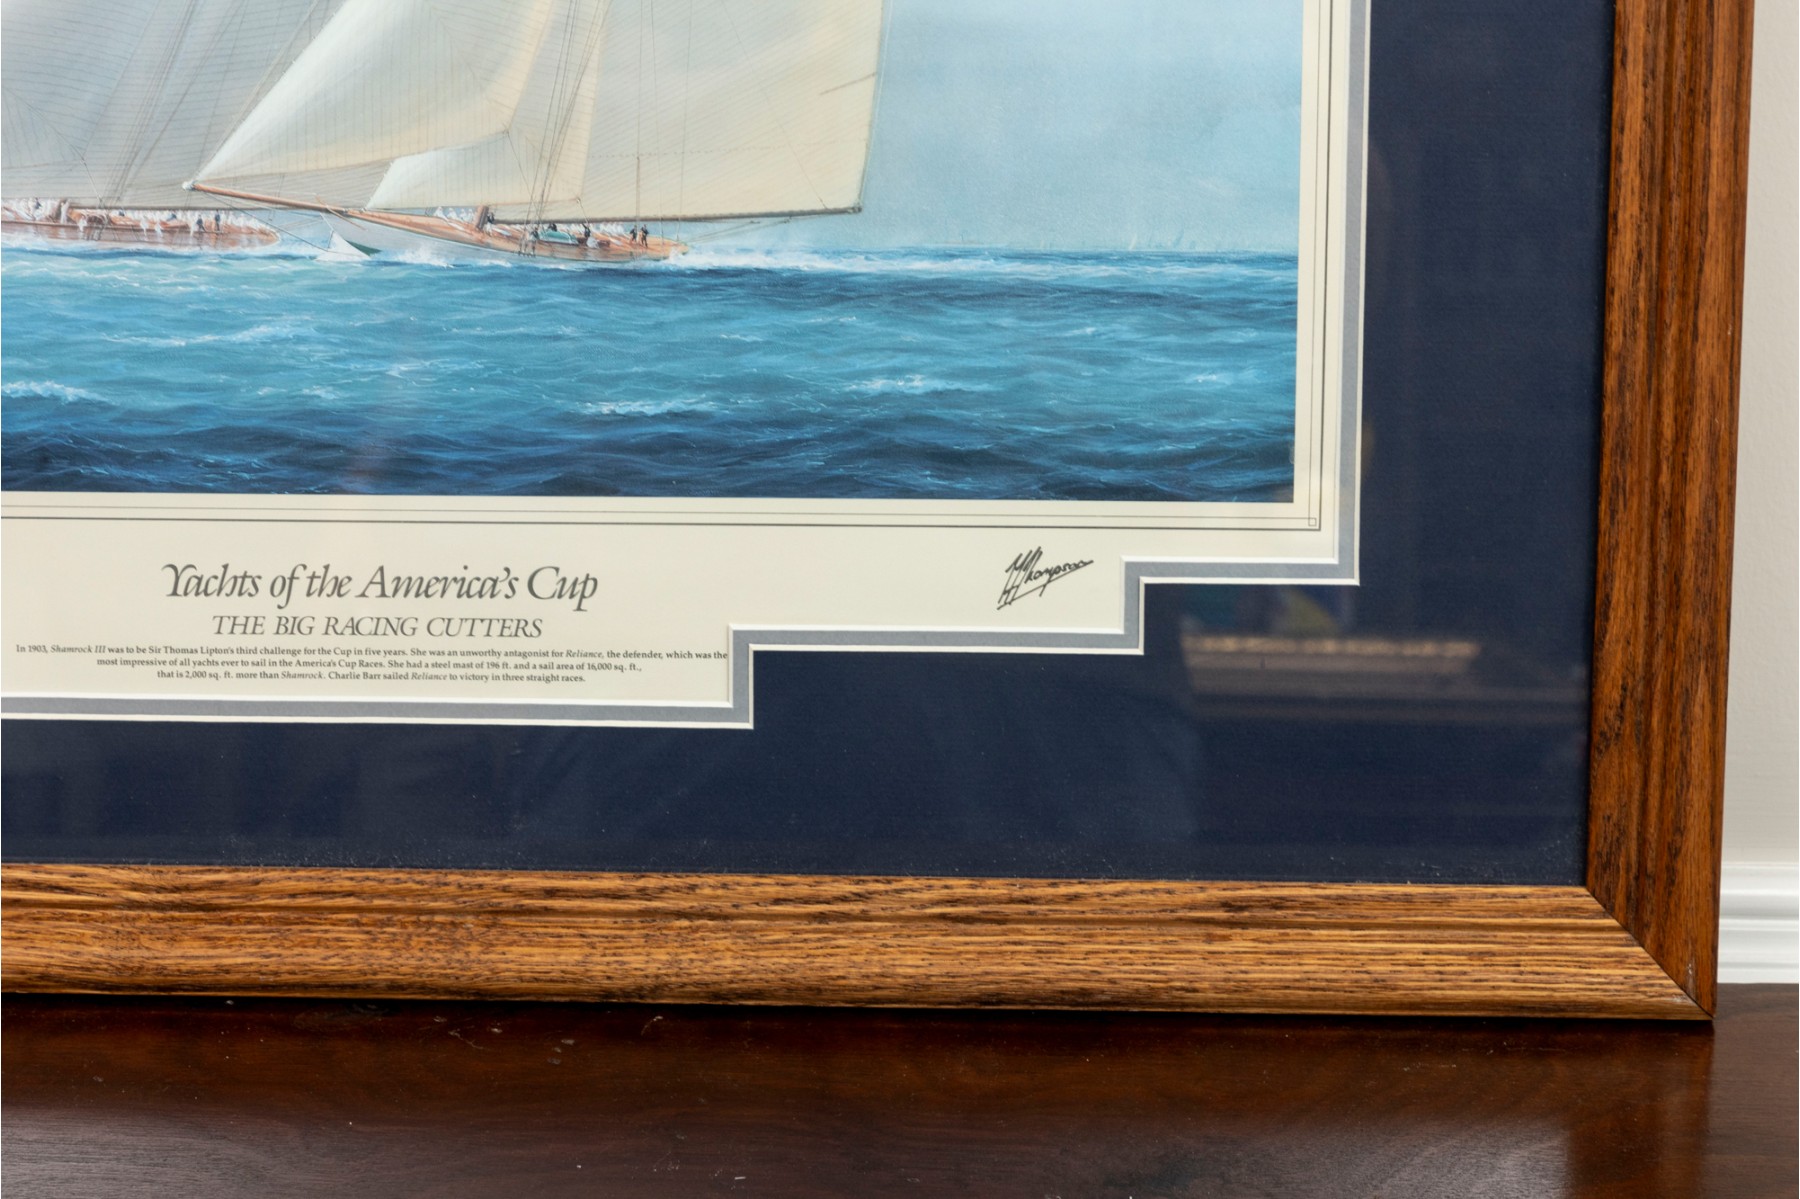 Yachts of the America's Cup
THE BIG RACING CUTTERS
In 1903, Shamrock III was to be Sir Thomas Lipton's third challenge for the Cup in five years. She was an unworthy antagonist for Reliance, the defender, which was the
most impressive of all yachts ever to sail in the America's Cup Races. She had a steel mast of 196 ft. and a sail area of 16,000 sq. ft.,
that is 2,000 sq. ft. more than Shamrock. Charlie Barr sailed Reliance to victory in three straight races.
Thompson